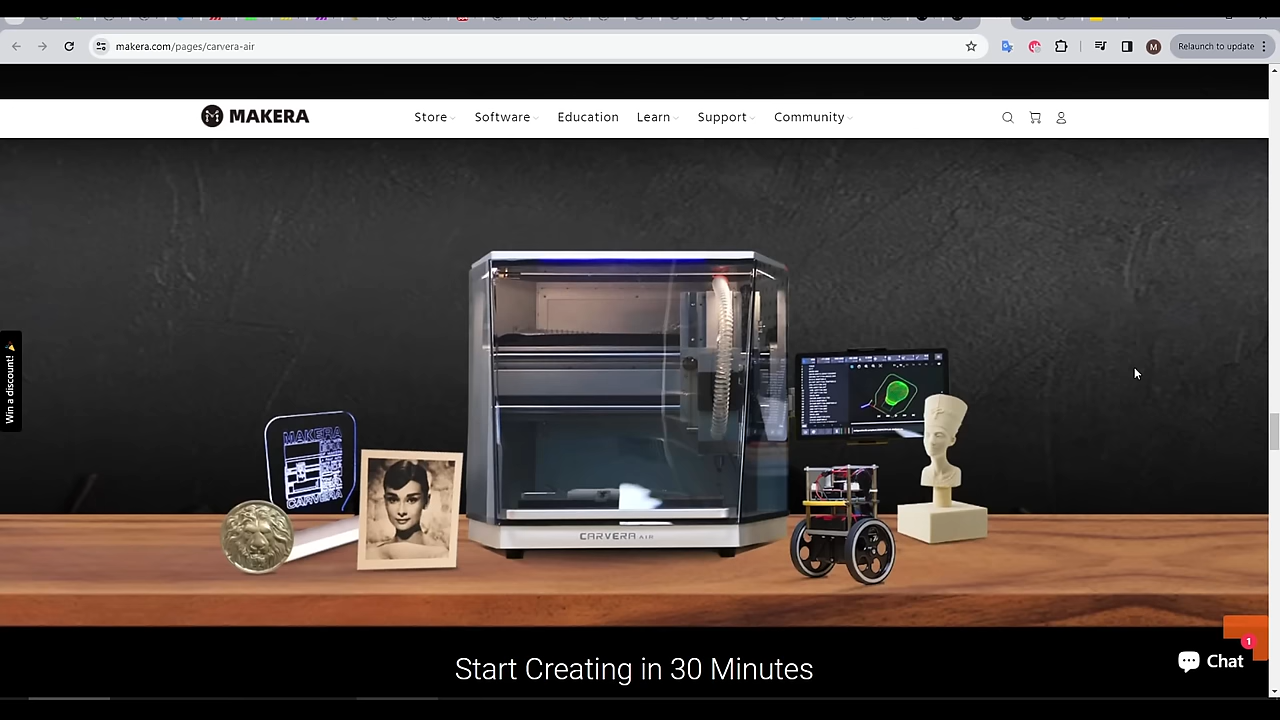 makera.com/pages/carvera-air
M
Relaunch to update
MAKERA
Store
Software
Education
Learn
Support
Community
Win a discount!
MAKERA
CARVERA
CARVERA AIR
1
Chat
Start Creating in 30 Minutes